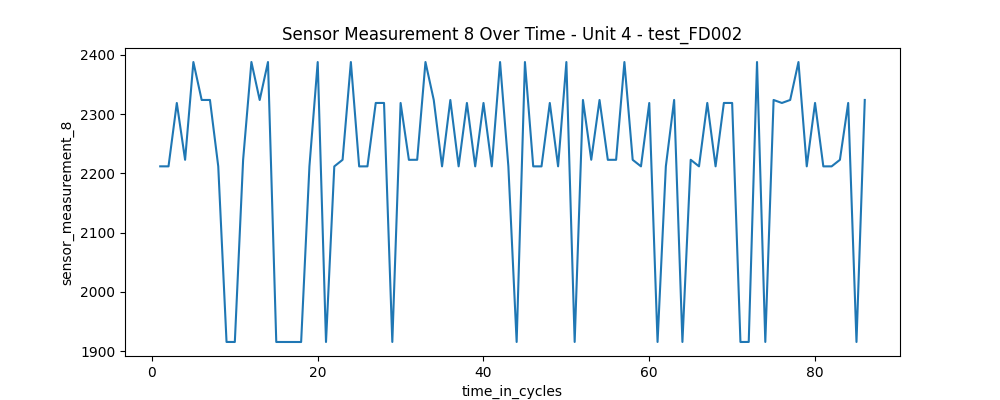 Sensor Measurement 8 Over Time - Unit 4 - test_FD002
2400
2300
2200
2100
2000
1900
sensor_measurement_8
0 20 40 60 80
time_in_cycles